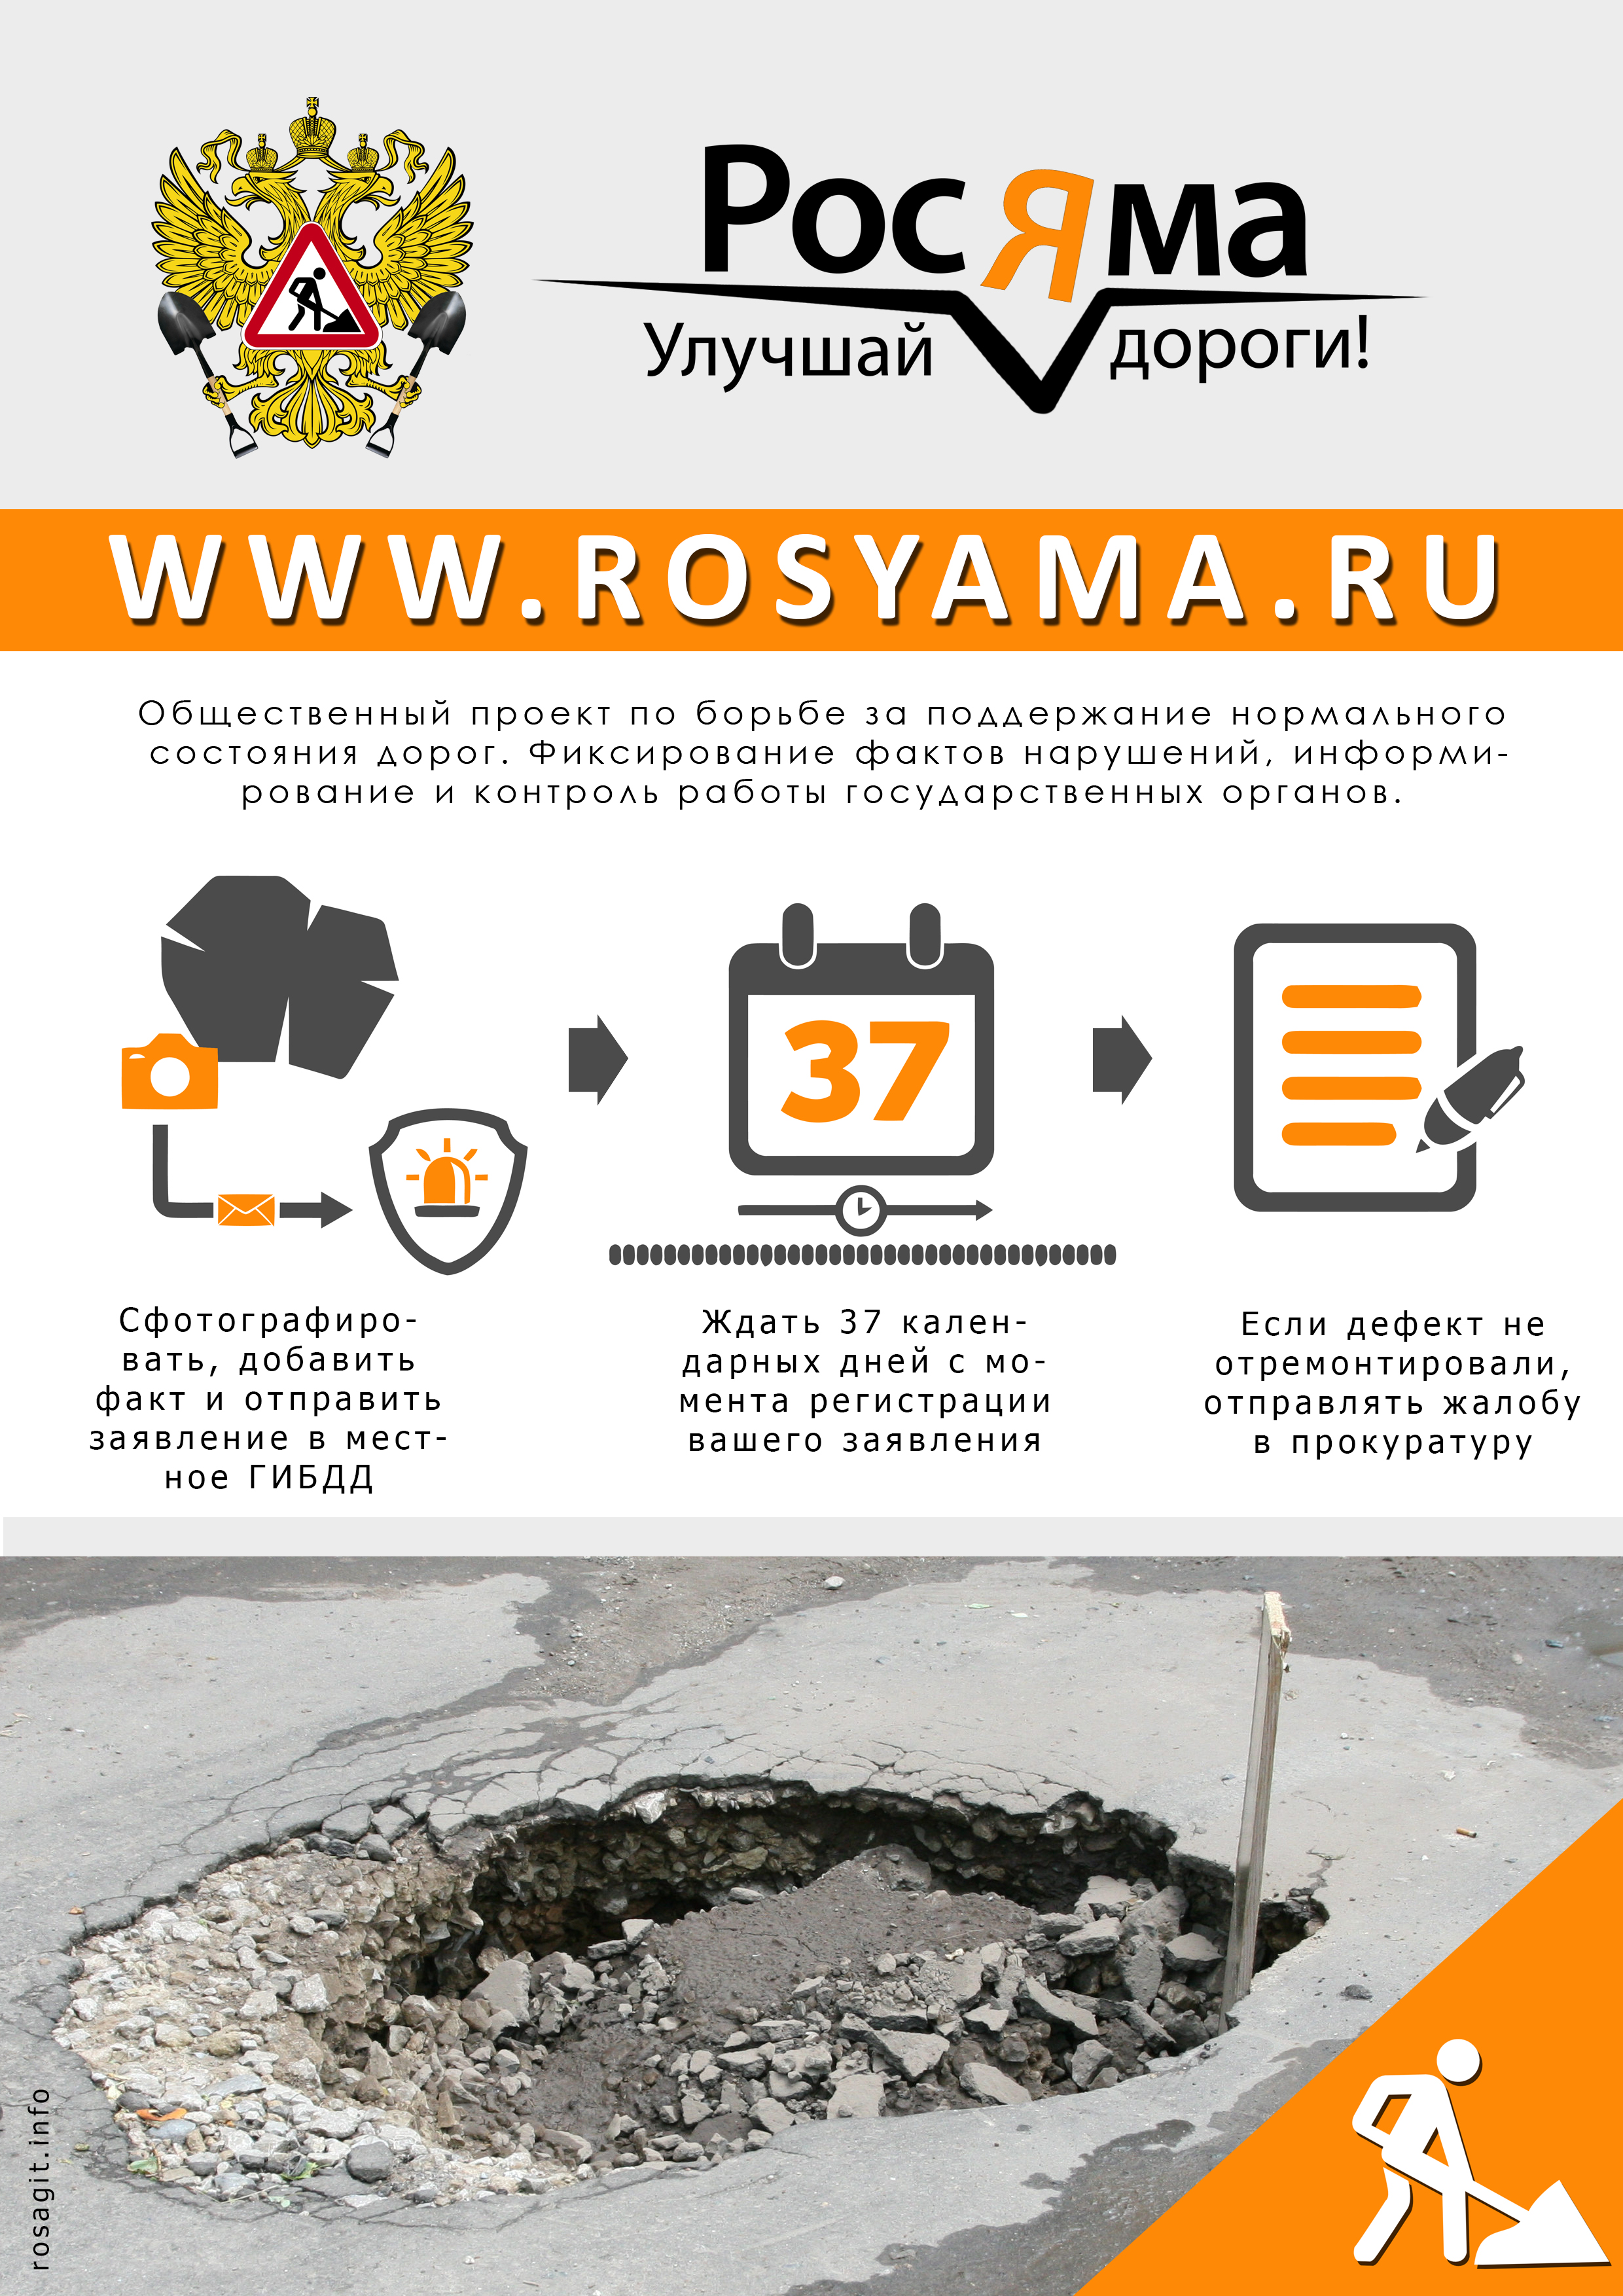 РосЯма
Улучшай дороги!
WWW.ROSYAMA.RU
Общественный проект по борьбе за поддержание нормального
состояния дорог. Фиксирование фактов нарушений, информи-
рование и контроль работы государственных органов.
37
Сфотографиро-
вать, добавить
факт и отправить
заявление в мест-
ное ГИБДД
Ждать 37 кален-
дарных дней с мо-
мента регистрации
вашего заявления
Если дефект не
отремонтировали,
отправлять жалобу
в прокуратуру
rosagit.info